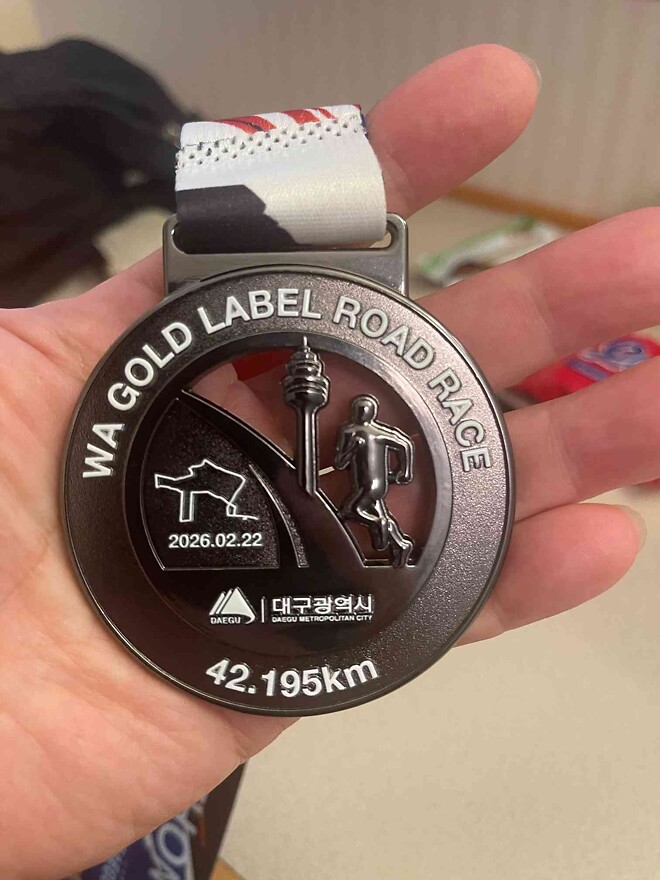 WA GOLD LABEL ROAD RACE
2026.02.22
DAEGU
대구광역시
DAEGU METROPOLITAN CITY
42.195km